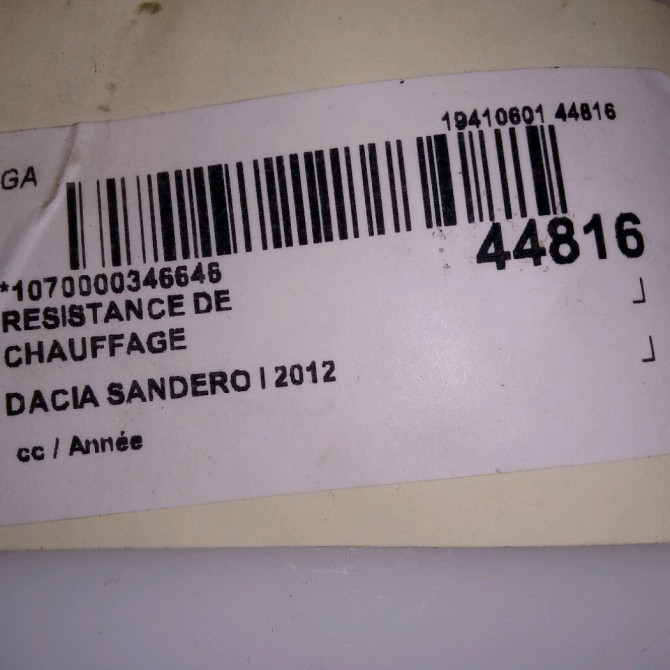 19410601 44816
GA
44816
*1070000346646
RESISTANCE DE
CHAUFFAGE
DACIA SANDERO I 2012
cc / Année